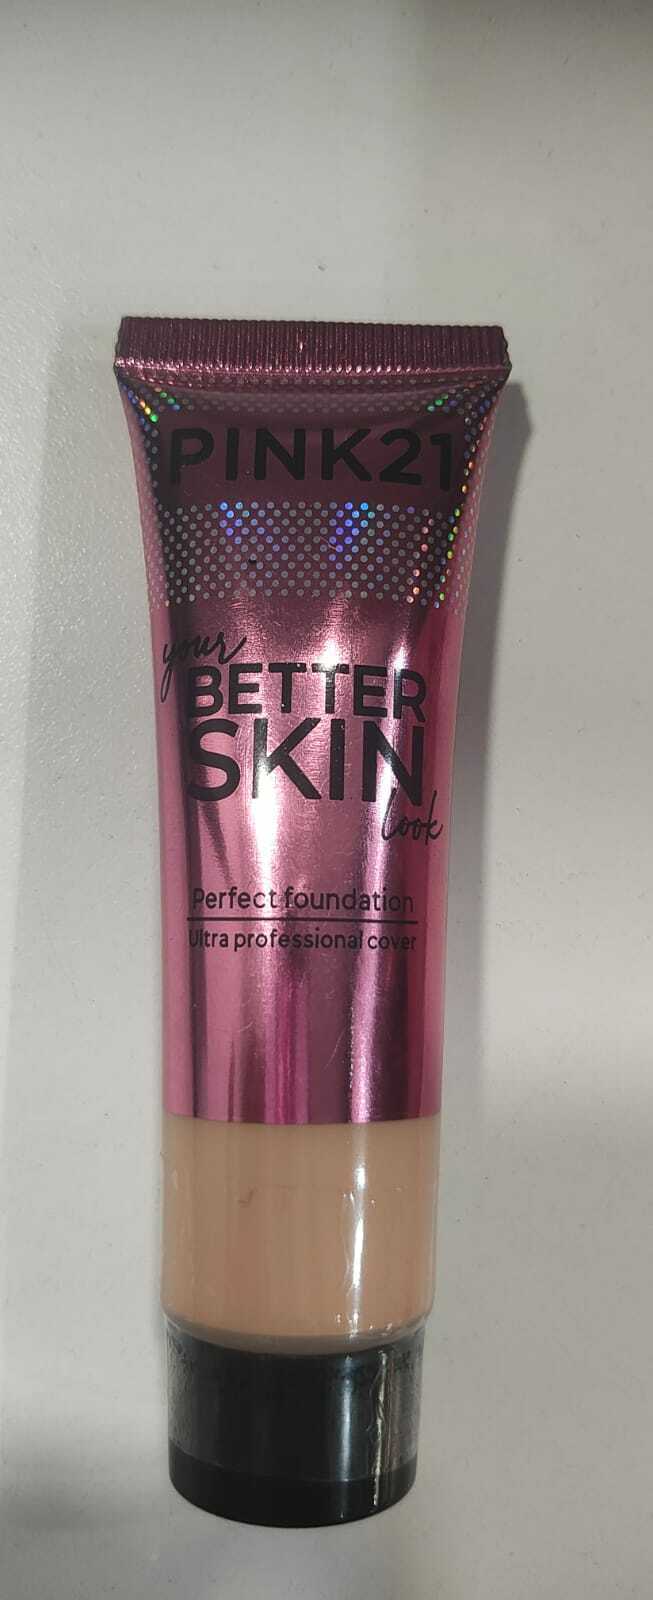 PINK21
your
BETTER
SKIN
look
Perfect foundation
Ultra professional cover